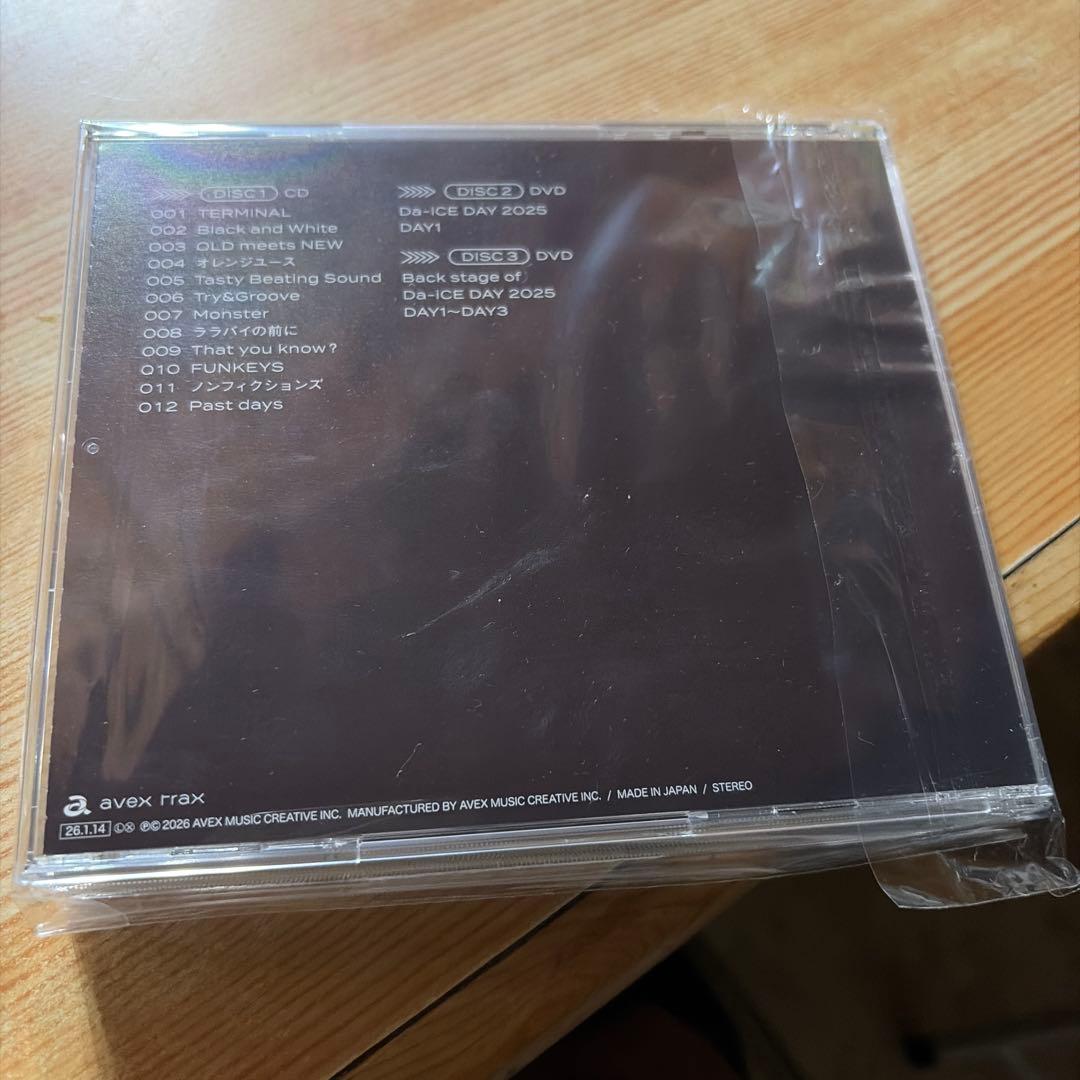 DISC 1 CD
001 TERMINAL
002 Black and White
003 OLD meets NEW
004 オレンジユース
005 Tasty Beating Sound
006 Try&Groove
007 Monster
008 ララバイの前に
009 That you know?
010 FUNKEYS
011 ノンフィクションズ
012 Past days
DISC 2 DVD
Da-iCE DAY 2025
DAY1
DISC 3 DVD
Back stage of
Da-iCE DAY 2025
DAY1~DAY3
a avex trax
26.1.14 Ⓛ Ⓧ ℗© 2026 AVEX MUSIC CREATIVE INC. MANUFACTURED BY AVEX MUSIC CREATIVE INC. / MADE IN JAPAN / STEREO